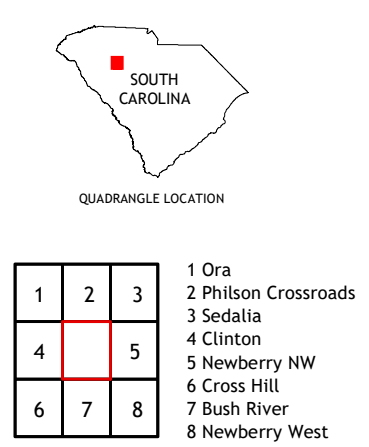 SOUTH
CAROLINA
QUADRANGLE LOCATION
1 2 3
4 5
6 7 8
1 Ora
2 Philson Crossroads
3 Sedalia
4 Clinton
5 Newberry NW
6 Cross Hill
7 Bush River
8 Newberry West